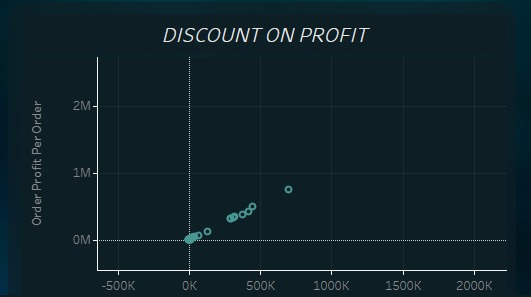 DISCOUNT ON PROFIT
Order Profit Per Order
2M
1M
0M
-500K 0K 500K 1000K 1500K 2000K